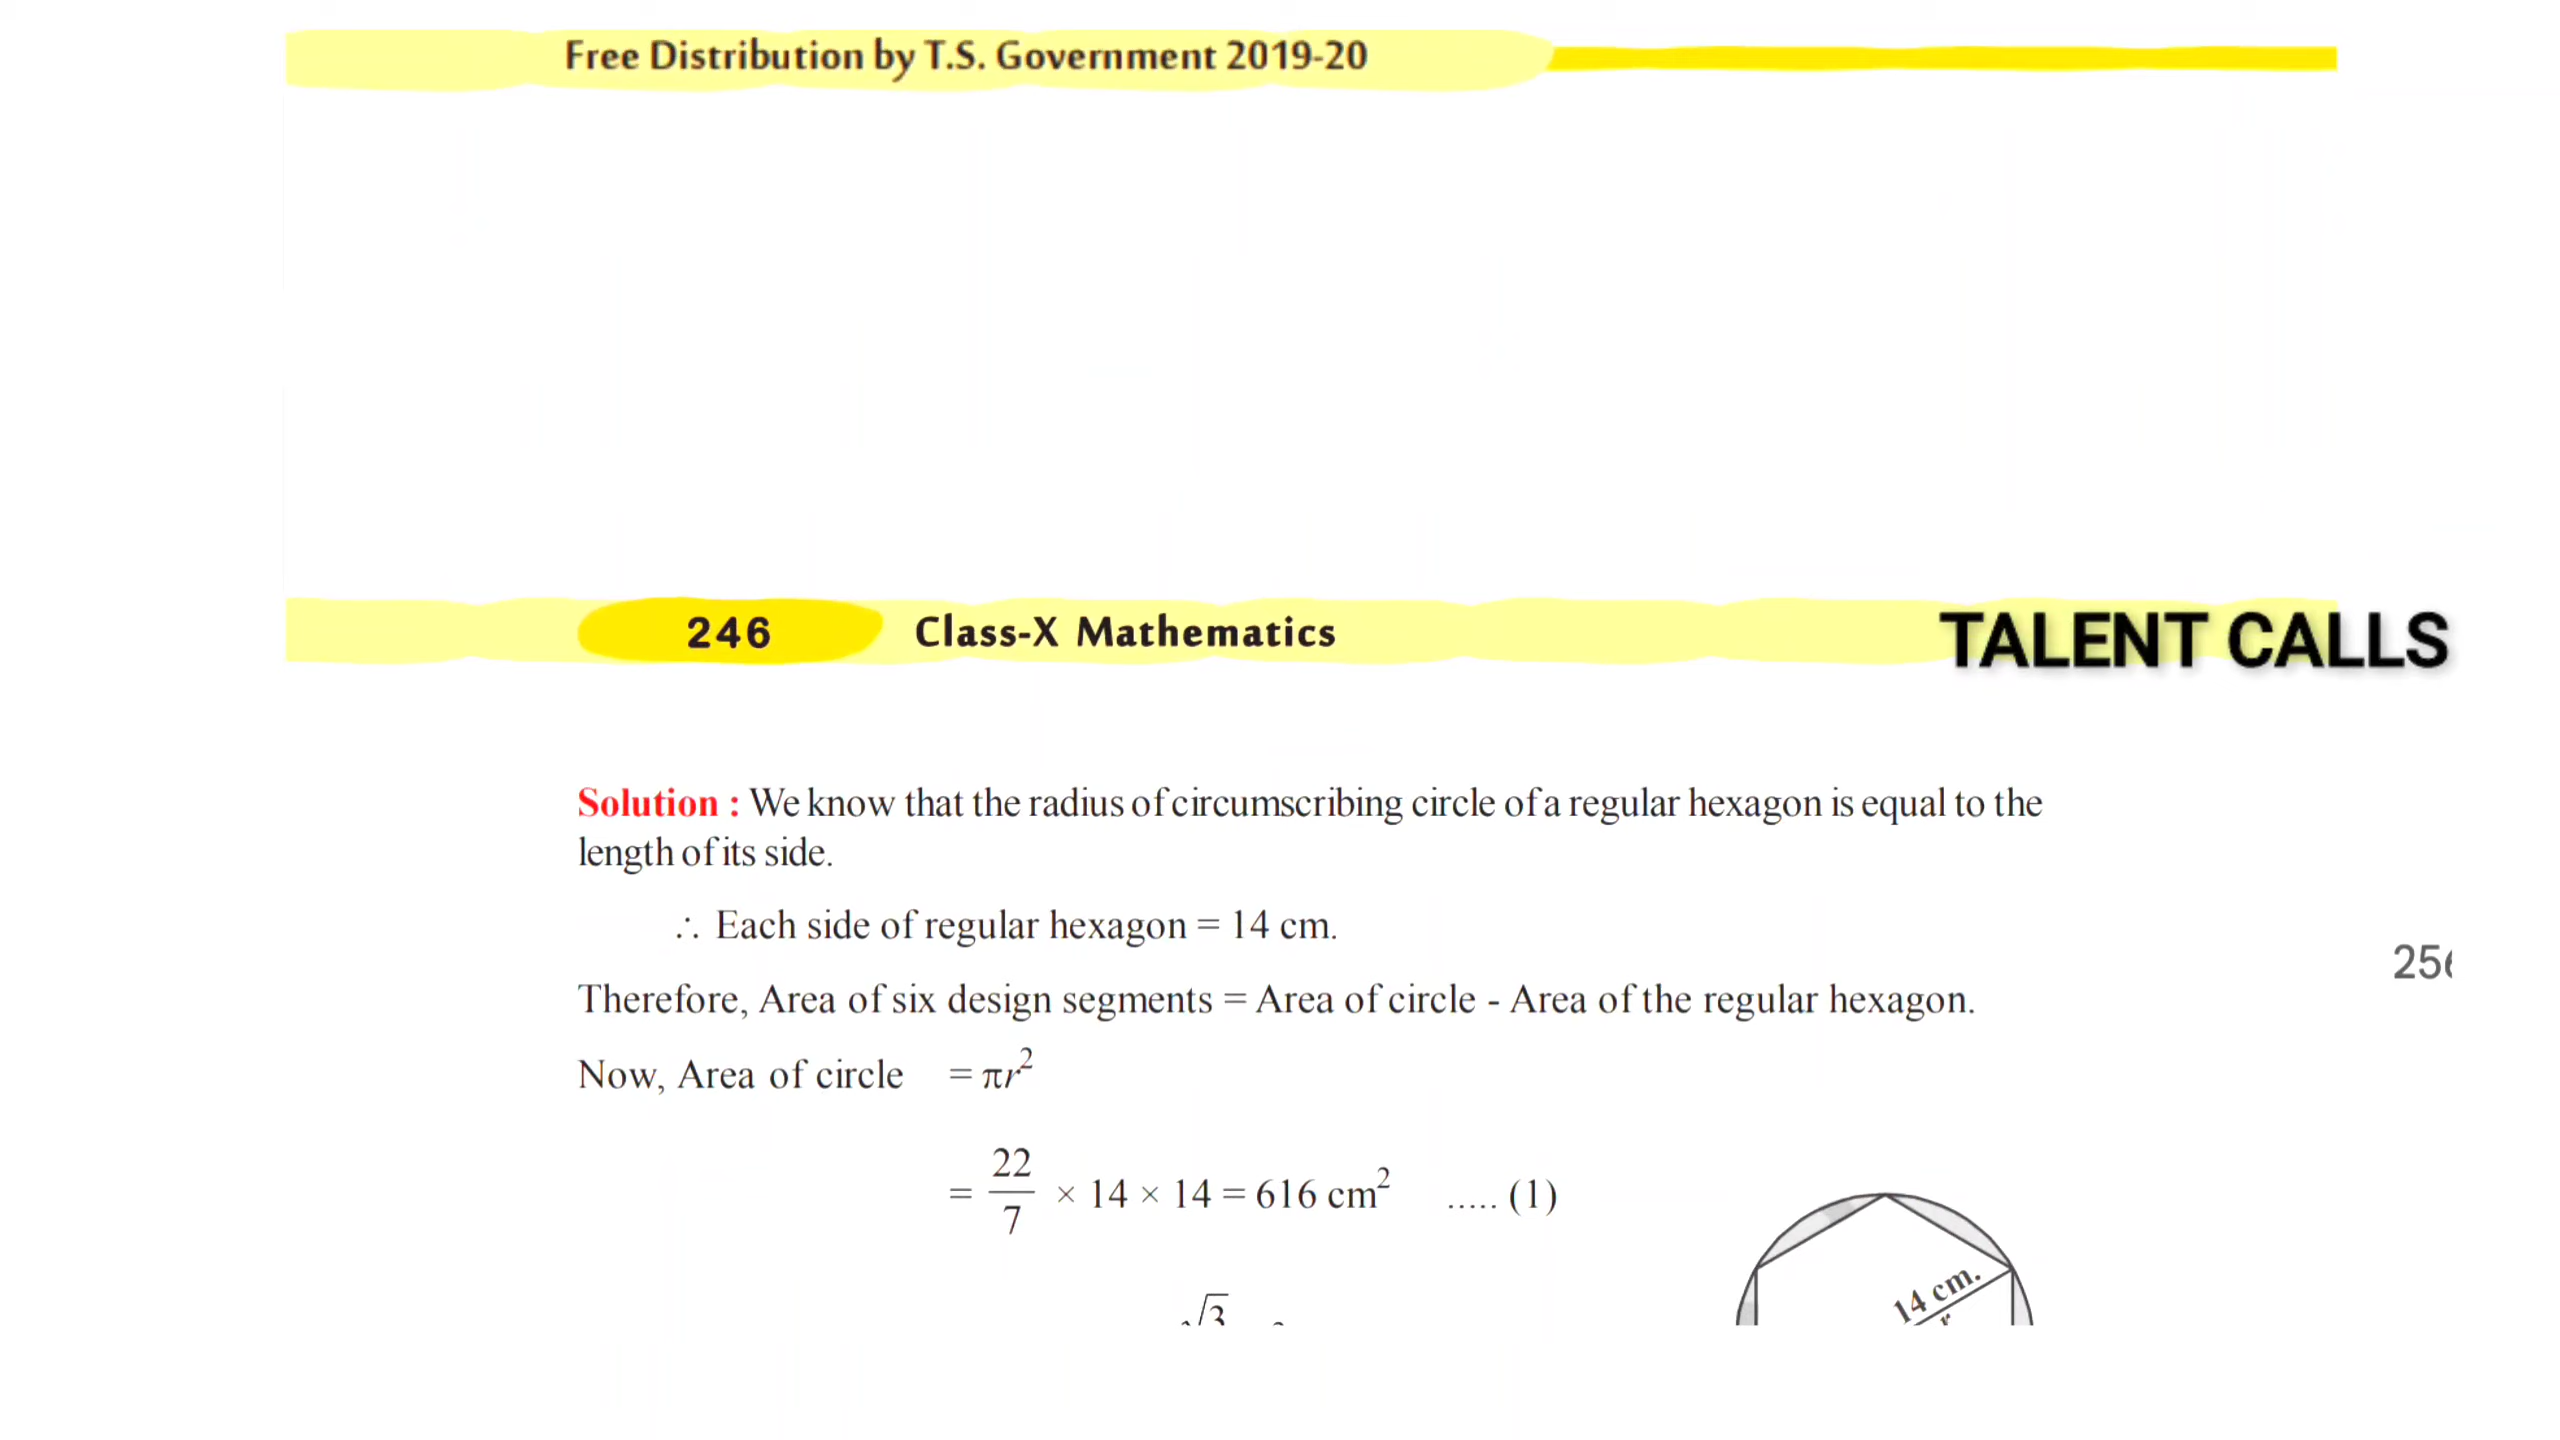 Free Distribution by T.S. Government 2019-20
246 Class-X Mathematics
TALENT CALLS
Solution : We know that the radius of circumscribing circle of a regular hexagon is equal to the
length of its side.
∴ Each side of regular hexagon = 14 cm.
256
Therefore, Area of six design segments = Area of circle - Area of the regular hexagon.
Now, Area of circle = πr²
= 22/7 × 14 × 14 = 616 cm² ..... (1)
14 cm.
r
√3